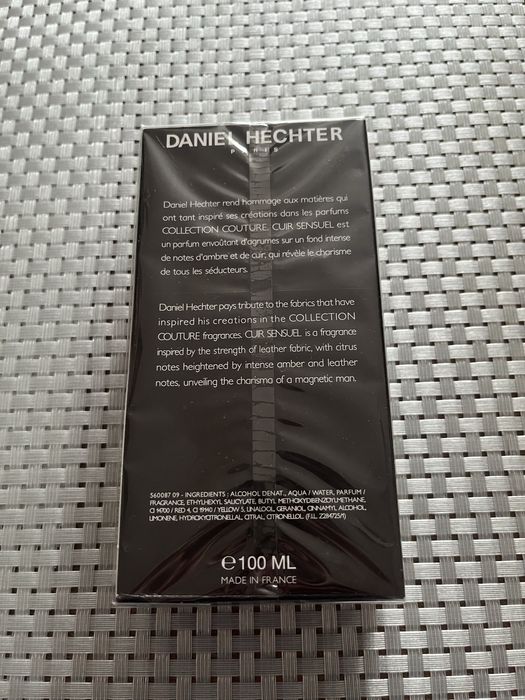 DANIEL HECHTER
PARIS
Daniel Hechter rend hommage aux matières qui
ont tant inspiré ses créations dans les parfums
COLLECTION COUTURE. CUIR SENSUEL est
un parfum envoûtant d'agrumes sur un fond intense
de notes d'ambre et de cuir, qui révèle le charisme
de tous les séducteurs.
Daniel Hechter pays tribute to the fabrics that have
inspired his creations in the COLLECTION
COUTURE fragrances. CUIR SENSUEL is a fragrance
inspired by the strength of leather fabric, with citrus
notes heightened by intense amber and leather
notes, unveiling the charisma of a magnetic man.
560087 09 - INGREDIENTS : ALCOHOL DENAT., AQUA / WATER, PARFUM /
FRAGRANCE, ETHYLHEXYL SALICYLATE, BUTYL METHOXYDIBENZOYLMETHANE,
CI 14700 / RED 4, CI 19140 / YELLOW 5, LINALOOL, GERANIOL, CINNAMYL ALCOHOL,
LIMONENE, HYDROXYCITRONELLAL, CITRAL, CITRONELLOL. (F.I.L. Z284725/1)
℮100 ML
MADE IN FRANCE